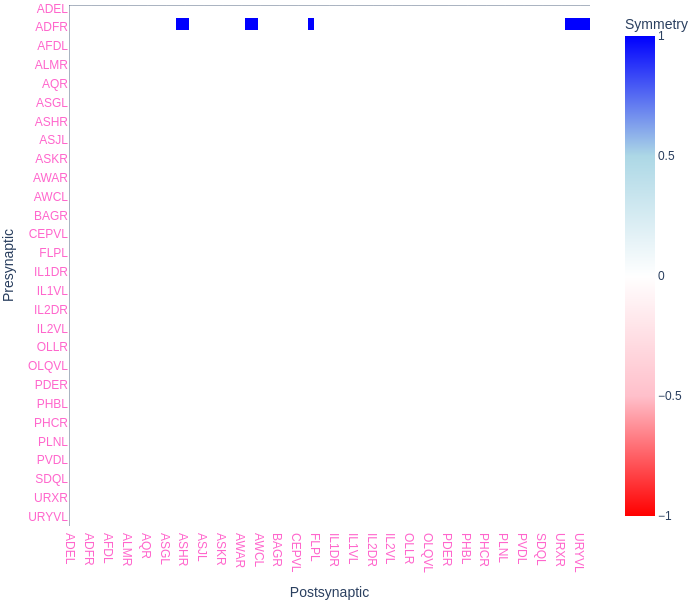 Symmetry
1
0.5
0
−0.5
−1
Presynaptic
ADEL
ADFR
AFDL
ALMR
AQR
ASGL
ASHR
ASJL
ASKR
AWAR
AWCL
BAGR
CEPVL
FLPL
IL1DR
IL1VL
IL2DR
IL2VL
OLLR
OLQVL
PDER
PHBL
PHCR
PLNL
PVDL
SDQL
URXR
URYVL
ADEL
ADFR
AFDL
ALMR
AQR
ASGL
ASHR
ASJL
ASKR
AWAR
AWCL
BAGR
CEPVL
FLPL
IL1DR
IL1VL
IL2DR
IL2VL
OLLR
OLQVL
PDER
PHBL
PHCR
PLNL
PVDL
SDQL
URXR
URYVL
Postsynaptic